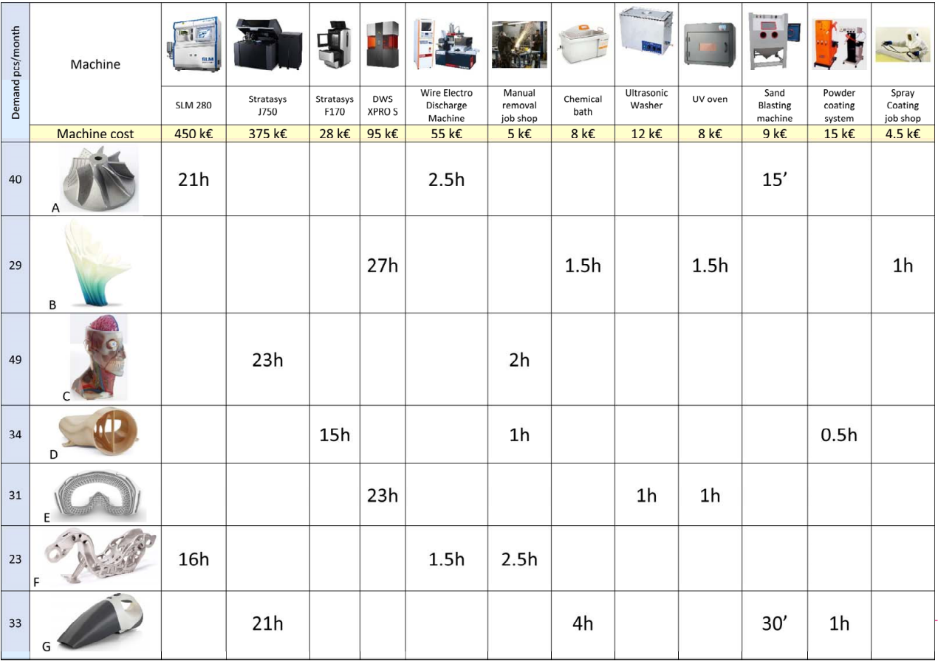 Demand pcs/month
Machine
SLM 280
Stratasys
J750
Stratasys
F170
DWS
XPRO S
Wire Electro
Discharge
Machine
Manual
removal
job shop
Chemical
bath
Ultrasonic
Washer
UV oven
Sand
Blasting
machine
Powder
coating
system
Spray
Coating
job shop
Machine cost 450 k€ 375 k€ 28 k€ 95 k€ 55 k€ 5 k€ 8 k€ 12 k€ 8 k€ 9 k€ 15 k€ 4.5 k€
40 A 21h 2.5h 15’
29 B 27h 1.5h 1.5h 1h
49 C 23h 2h
34 D 15h 1h 0.5h
31 E 23h 1h 1h
23 F 16h 1.5h 2.5h
33 G 21h 4h 30’ 1h